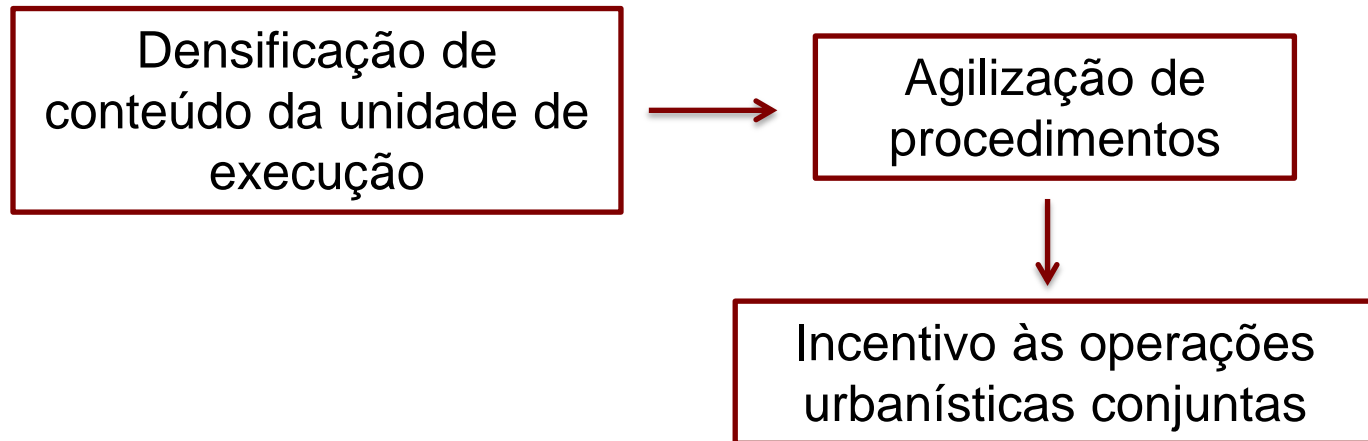 Densificação de
conteúdo da unidade de
execução
Agilização de
procedimentos
Incentivo às operações
urbanísticas conjuntas